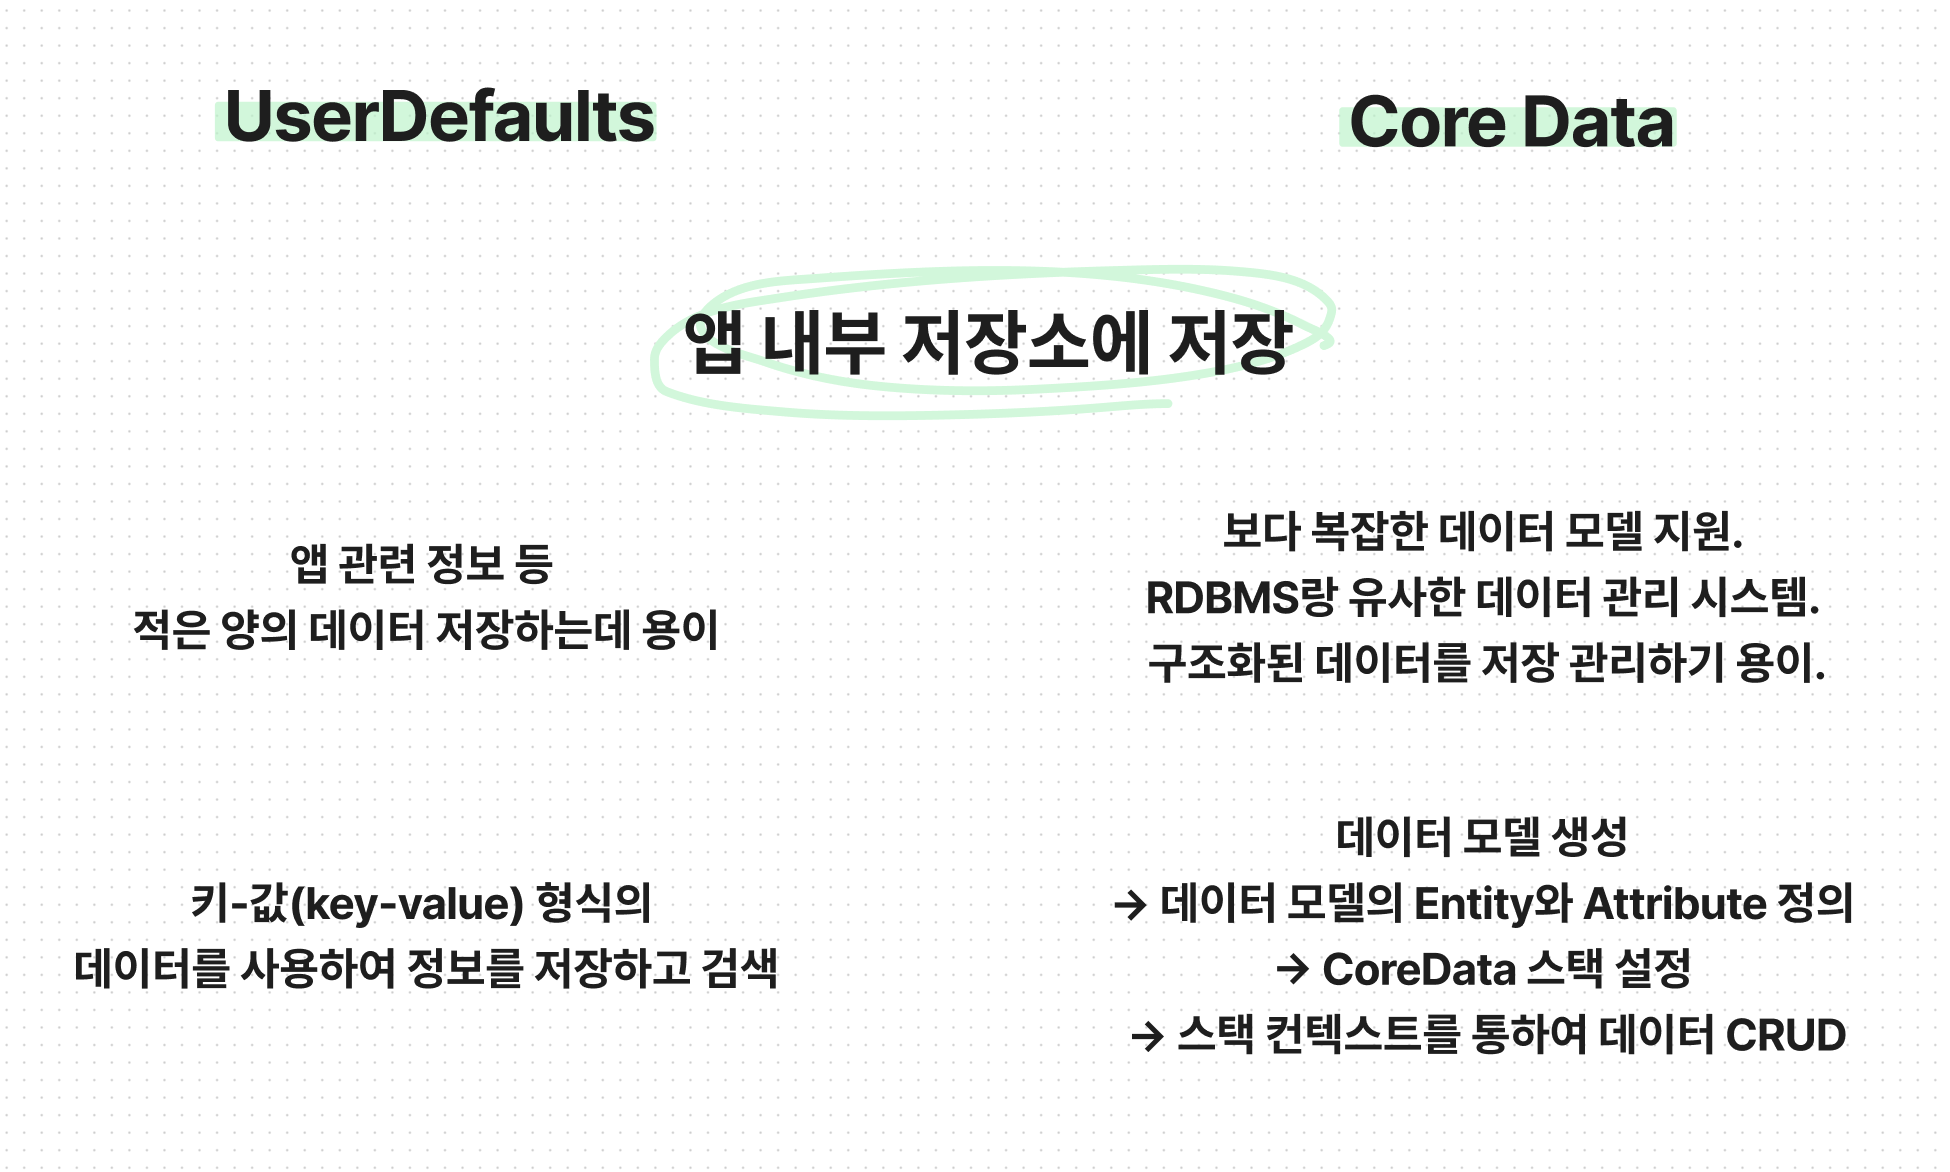 UserDefaults
Core Data
앱 내부 저장소에 저장
앱 관련 정보 등
적은 양의 데이터 저장하는데 용이
보다 복잡한 데이터 모델 지원.
RDBMS랑 유사한 데이터 관리 시스템.
구조화된 데이터를 저장 관리하기 용이.
키-값(key-value) 형식의
데이터를 사용하여 정보를 저장하고 검색
데이터 모델 생성
→ 데이터 모델의 Entity와 Attribute 정의
→ CoreData 스택 설정
→ 스택 컨텍스트를 통하여 데이터 CRUD